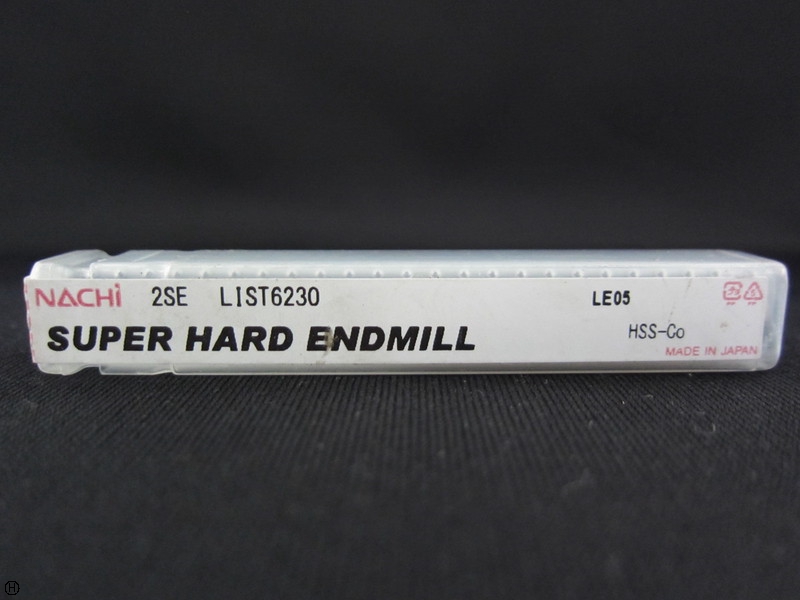 NACHi 2SE LIST6230 LE05
SUPER HARD ENDMILL HSS-Co
MADE IN JAPAN
H